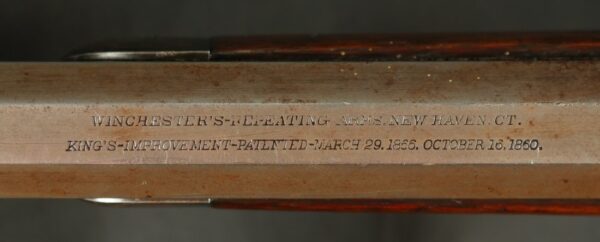 WINCHESTER'S-REPEATING ARMS. NEW HAVEN. CT.
KING'S-IMPROVEMENT-PATENTED-MARCH 29. 1866. OCTOBER 16, 1860.